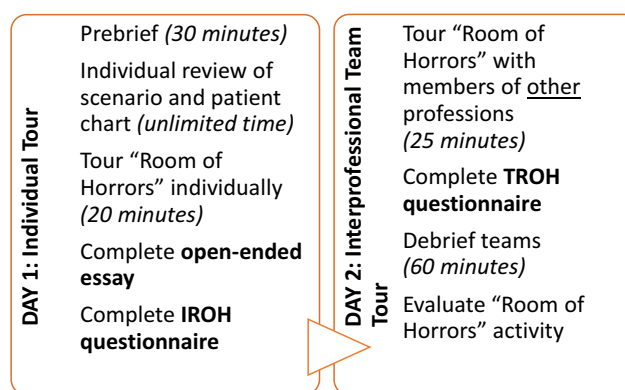 DAY 1: Individual Tour
Prebrief (30 minutes)
Individual review of
scenario and patient
chart (unlimited time)
Tour “Room of
Horrors” individually
(20 minutes)
Complete open-ended
essay
Complete IROH
questionnaire
DAY 2: Interprofessional Team
Tour
Tour “Room of
Horrors” with
members of other
professions
(25 minutes)
Complete TROH
questionnaire
Debrief teams
(60 minutes)
Evaluate “Room of
Horrors” activity